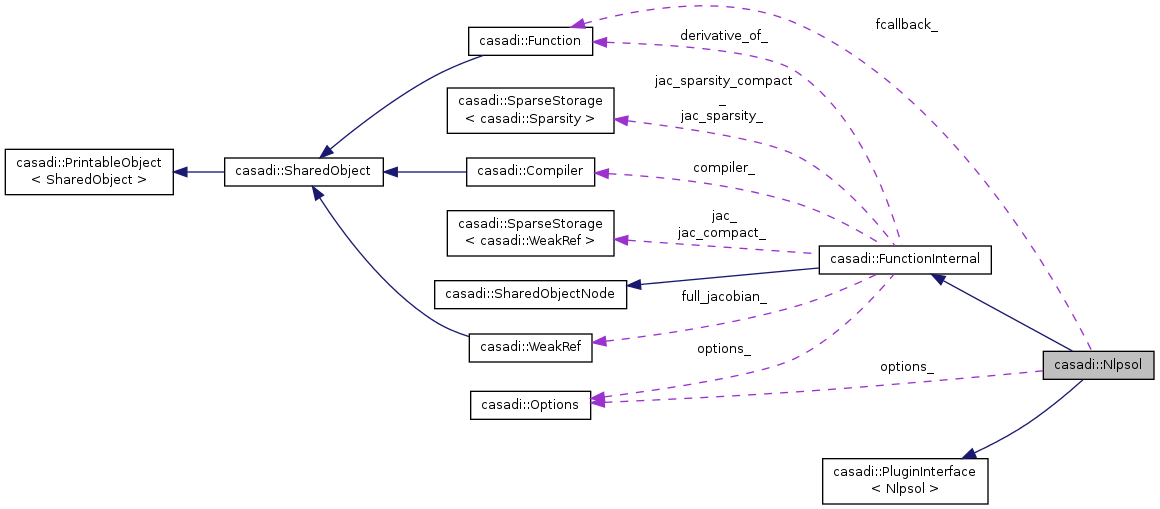 fcallback_
casadi::Function
derivative_of_
jac_sparsity_compact
_
jac_sparsity_
casadi::SparseStorage
< casadi::Sparsity >
casadi::PrintableObject
< SharedObject >
casadi::SharedObject
casadi::Compiler
compiler_
casadi::SparseStorage
< casadi::WeakRef >
jac_
jac_compact_
casadi::FunctionInternal
casadi::SharedObjectNode
full_jacobian_
casadi::WeakRef
options_
casadi::Nlpsol
options_
casadi::Options
casadi::PluginInterface
< Nlpsol >